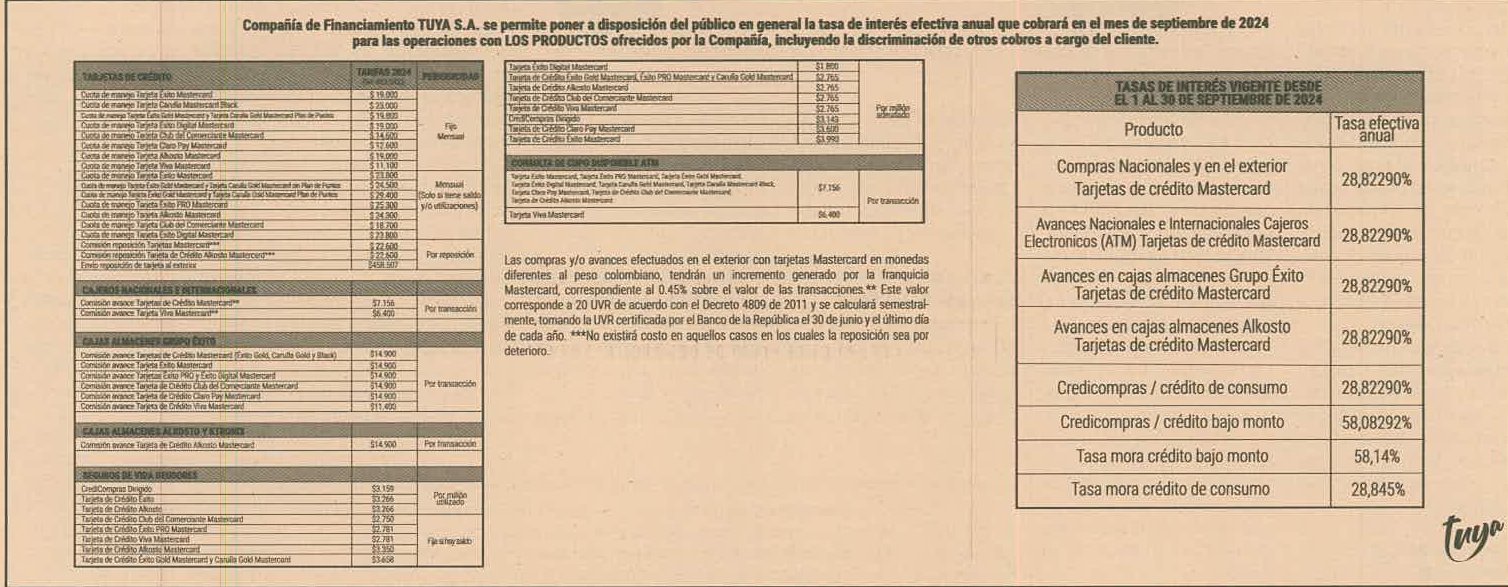 Compañía de Financiamiento TUYA S.A. se permite poner a disposición del público en general la tasa de interés efectiva anual que cobrará en el mes de septiembre de 2024
para las operaciones con LOS PRODUCTOS ofrecidos por la Compañía, incluyendo la discriminación de otros cobros a cargo del cliente.
TARJETAS DE CRÉDITO TARIFAS 2024 PERIODICIDAD
Cuota de manejo Tarjeta Éxito Mastercard $ 19.000
Cuota de manejo Tarjeta Carulla Mastercard Black $ 23.000
Cuota de manejo Tarjeta Éxito Gold Mastercard y Tarjeta Carulla Gold Mastercard Plan de Puntos
Cuota de manejo Tarjeta Éxito Digital Mastercard $ 19.000
Fijo
Mensual
Cuota de manejo Tarjeta Club del Comerciante Mastercard $ 14.600
Cuota de manejo Tarjeta Claro Pay Mastercard $ 12.600
Cuota de manejo Tarjeta Alkosto Mastercard $ 19.000
Cuota de manejo Tarjeta Viva Mastercard $ 11.100
Cuota de manejo Tarjeta Éxito Mastercard $ 23.800
Cuota de manejo Tarjeta Éxito Gold Mastercard y Tarjeta Carulla Gold Mastercard sin Plan de Puntos $ 24.500
Cuota de manejo Tarjeta Éxito Gold Mastercard y Tarjeta Carulla Gold Mastercard Plan de Puntos $ 29.400
Mensual
(Solo si tiene saldo
y/ó utilizaciones)
Cuota de manejo Tarjeta Éxito PRO Mastercard $ 25.300
Cuota de manejo Tarjeta Alkosto Mastercard $ 24.300
Cuota de manejo Tarjeta Club del Comerciante Mastercard $ 18.700
Cuota de manejo Tarjeta Éxito Digital Mastercard $ 23.800
Comisión reposición Tarjetas Mastercard*** $ 22.600
Comisión reposición Tarjeta de Crédito Alkosto Mastercard*** $ 22.600
Por reposición
Envío reposición de tarjeta al exterior $458.507
CAJEROS NACIONALES E INTERNACIONALES
Comisión avance Tarjetas de Crédito Mastercard** $7.156
Comisión avance Tarjeta Viva Mastercard** $6.400
Por transacción
CAJAS ALMACENES GRUPO ÉXITO
Comisión avance Tarjetas de Crédito Mastercard (Éxito Gold, Carulla Gold y Black) $14.900
Comisión avance Tarjeta Éxito Mastercard $14.900
Comisión avance Tarjetas Éxito PRO y Éxito Digital Mastercard $14.900
Comisión avance Tarjeta de Crédito Club del Comerciante Mastercard $14.900
Por transacción
Comisión avance Tarjeta de Crédito Claro Pay Mastercard $14.900
Comisión avance Tarjeta de Crédito Viva Mastercard $11.400
CAJAS ALMACENES ALKOSTO Y KTRONIX
Comisión avance Tarjeta de Crédito Alkosto Mastercard $14.900 Por transacción
SEGUROS DE VIDA DEUDORES
CrediCompras Dirigido $3.159
Tarjeta de Crédito Éxito $3.266
Tarjeta de Crédito Alkosto $3.266
Por millón
utilizado
Tarjeta de Crédito Club del Comerciante Mastercard $2.750
Tarjeta de Crédito Éxito PRO Mastercard $2.781
Tarjeta de Crédito Viva Mastercard $2.781
Fija si hay saldo
Tarjeta de Crédito Alkosto Mastercard $3.350
Tarjeta de Crédito Éxito Gold Mastercard y Carulla Gold Mastercard $3.658
Tarjeta Éxito Digital Mastercard $1.800
Tarjeta de Crédito Éxito Gold Mastercard, Éxito PRO Mastercard y Carulla Gold Mastercard $2.765
Tarjeta de Crédito Alkosto Mastercard $2.765
Tarjeta de Crédito Club del Comerciante Mastercard $2.765
Tarjeta de Crédito Viva Mastercard $2.765
Por millón
adeudado
CrediCompras Dirigido $3.143
Tarjeta de Crédito Claro Pay Mastercard $3.600
Tarjeta de Crédito Éxito Mastercard $3.990
CONSULTA DE CUPO DISPONIBLE ATM
Tarjeta Éxito Mastercard, Tarjeta Éxito PRO Mastercard, Tarjeta Éxito Gold Mastercard,
Tarjeta Éxito Digital Mastercard, Tarjeta Carulla Gold Mastercard, Tarjeta Carulla Mastercard Black,
Tarjeta Claro Pay Mastercard, Tarjeta de Crédito Club del Comerciante Mastercard
Tarjeta de Crédito Alkosto Mastercard
$7.156
Por transacción
Tarjeta Viva Mastercard $6.400
Las compras y/o avances efectuados en el exterior con tarjetas Mastercard en monedas
diferentes al peso colombiano, tendrán un incremento generado por la franquicia
Mastercard, correspondiente al 0.45% sobre el valor de las transacciones.** Este valor
corresponde a 20 UVR de acuerdo con el Decreto 4809 de 2011 y se calculará semestral-
mente, tomando la UVR certificada por el Banco de la República el 30 de junio y el último día
de cada año. ***No existirá costo en aquellos casos en los cuales la reposición sea por
deterioro.
TASAS DE INTERÉS VIGENTE DESDE
EL 1 AL 30 DE SEPTIEMBRE DE 2024
Producto Tasa efectiva
anual
Compras Nacionales y en el exterior
Tarjetas de crédito Mastercard
28,82290%
Avances Nacionales e Internacionales Cajeros
Electronicos (ATM) Tarjetas de crédito Mastercard
28,82290%
Avances en cajas almacenes Grupo Éxito
Tarjetas de crédito Mastercard
28,82290%
Avances en cajas almacenes Alkosto
Tarjetas de crédito Mastercard
28,82290%
Credicompras / crédito de consumo 28,82290%
Credicompras / crédito bajo monto 58,08292%
Tasa mora crédito bajo monto 58,14%
Tasa mora crédito de consumo 28,845%
tuya